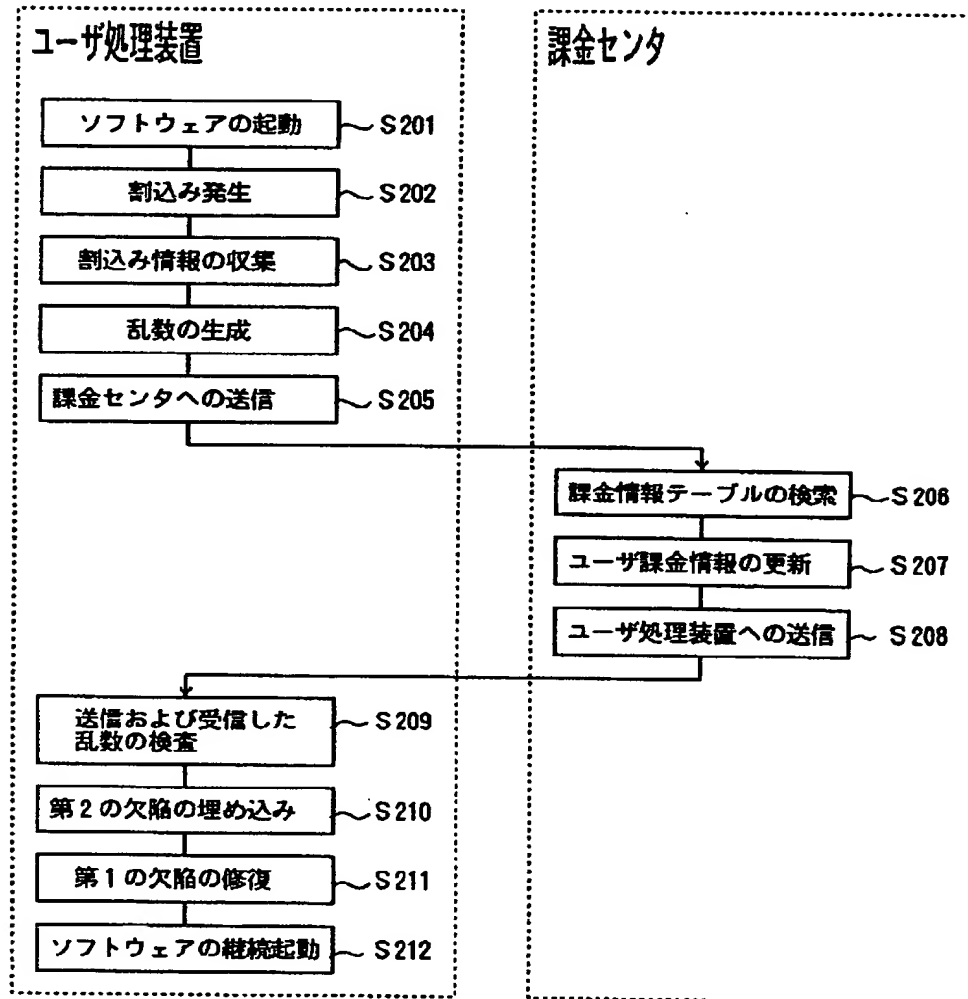 ユーザ処理装置
ソフトウェアの起動 S201
割込み発生 S202
割込み情報の収集 S203
乱数の生成 S204
課金センタへの送信 S205
課金センタ
課金情報テーブルの検索 S206
ユーザ課金情報の更新 S207
ユーザ処理装置への送信 S208
送信および受信した
乱数の検査 S209
第2の欠陥の埋め込み S210
第1の欠陥の修復 S211
ソフトウェアの継続起動 S212